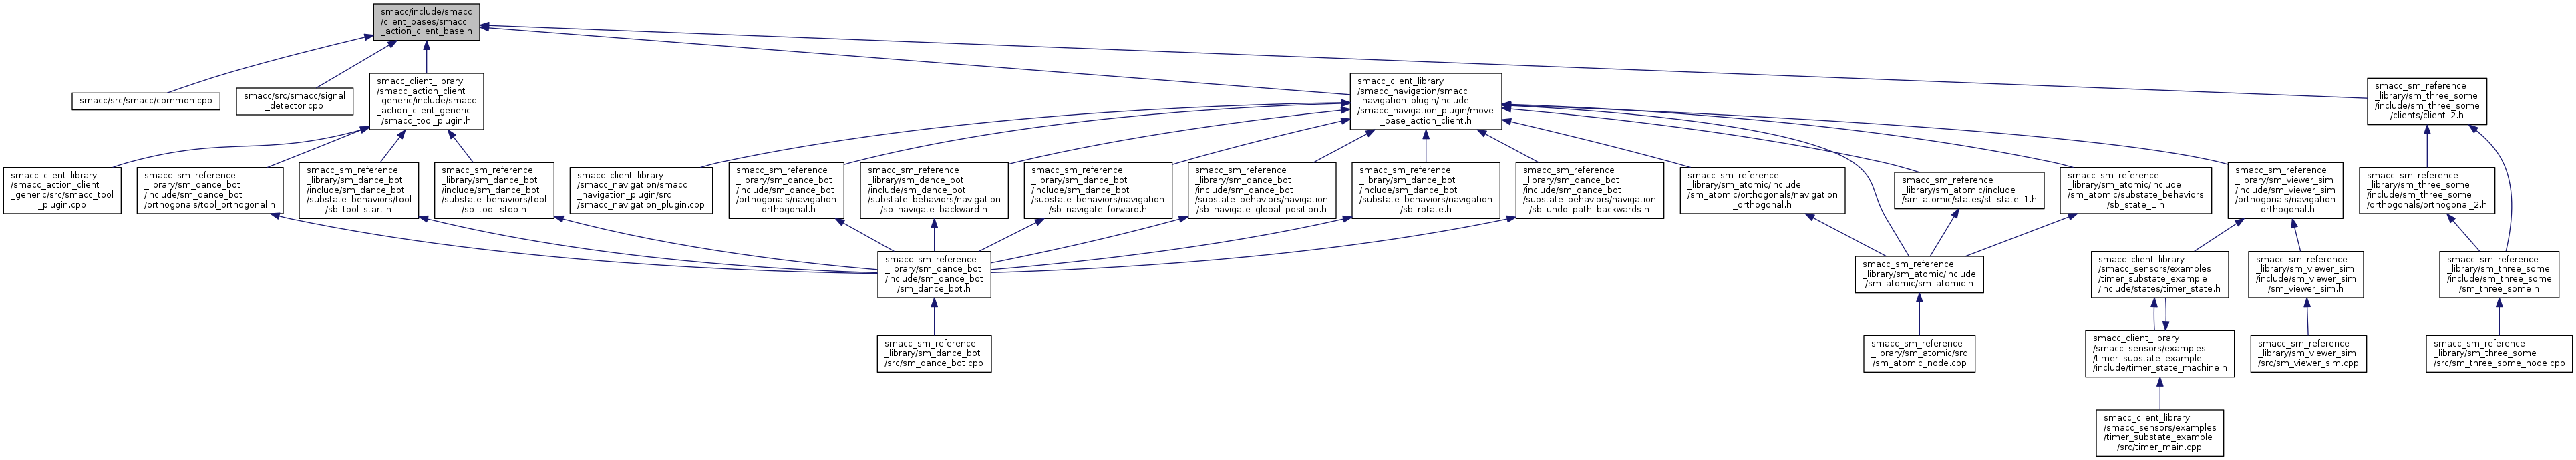 smacc/include/smacc
/client_bases/smacc
_action_client_base.h
smacc/src/smacc/common.cpp
smacc/src/smacc/signal
_detector.cpp
smacc_client_library
/smacc_action_client
_generic/include/smacc
_action_client_generic
/smacc_tool_plugin.h
smacc_client_library
/smacc_navigation/smacc
_navigation_plugin/include
/smacc_navigation_plugin/move
_base_action_client.h
smacc_sm_reference
_library/sm_three_some
/include/sm_three_some
/clients/client_2.h
smacc_client_library
/smacc_action_client
_generic/src/smacc_tool
_plugin.cpp
smacc_sm_reference
_library/sm_dance_bot
/include/sm_dance_bot
/orthogonals/tool_orthogonal.h
smacc_sm_reference
_library/sm_dance_bot
/include/sm_dance_bot
/substate_behaviors/tool
/sb_tool_start.h
smacc_sm_reference
_library/sm_dance_bot
/include/sm_dance_bot
/substate_behaviors/tool
/sb_tool_stop.h
smacc_client_library
/smacc_navigation/smacc
_navigation_plugin/src
/smacc_navigation_plugin.cpp
smacc_sm_reference
_library/sm_dance_bot
/include/sm_dance_bot
/orthogonals/navigation
_orthogonal.h
smacc_sm_reference
_library/sm_dance_bot
/include/sm_dance_bot
/substate_behaviors/navigation
/sb_navigate_backward.h
smacc_sm_reference
_library/sm_dance_bot
/include/sm_dance_bot
/substate_behaviors/navigation
/sb_navigate_forward.h
smacc_sm_reference
_library/sm_dance_bot
/include/sm_dance_bot
/substate_behaviors/navigation
/sb_navigate_global_position.h
smacc_sm_reference
_library/sm_dance_bot
/include/sm_dance_bot
/substate_behaviors/navigation
/sb_rotate.h
smacc_sm_reference
_library/sm_dance_bot
/include/sm_dance_bot
/substate_behaviors/navigation
/sb_undo_path_backwards.h
smacc_sm_reference
_library/sm_atomic/include
/sm_atomic/orthogonals/navigation
_orthogonal.h
smacc_sm_reference
_library/sm_atomic/include
/sm_atomic/states/st_state_1.h
smacc_sm_reference
_library/sm_atomic/include
/sm_atomic/substate_behaviors
/sb_state_1.h
smacc_sm_reference
_library/sm_viewer_sim
/include/sm_viewer_sim
/orthogonals/navigation
_orthogonal.h
smacc_sm_reference
_library/sm_three_some
/include/sm_three_some
/orthogonals/orthogonal_2.h
smacc_sm_reference
_library/sm_dance_bot
/include/sm_dance_bot
/sm_dance_bot.h
smacc_sm_reference
_library/sm_atomic/include
/sm_atomic/sm_atomic.h
smacc_client_library
/smacc_sensors/examples
/timer_substate_example
/include/states/timer_state.h
smacc_sm_reference
_library/sm_viewer_sim
/include/sm_viewer_sim
/sm_viewer_sim.h
smacc_sm_reference
_library/sm_three_some
/include/sm_three_some
/sm_three_some.h
smacc_sm_reference
_library/sm_dance_bot
/src/sm_dance_bot.cpp
smacc_sm_reference
_library/sm_atomic/src
/sm_atomic_node.cpp
smacc_client_library
/smacc_sensors/examples
/timer_substate_example
/include/timer_state_machine.h
smacc_sm_reference
_library/sm_viewer_sim
/src/sm_viewer_sim.cpp
smacc_sm_reference
_library/sm_three_some
/src/sm_three_some_node.cpp
smacc_client_library
/smacc_sensors/examples
/timer_substate_example
/src/timer_main.cpp